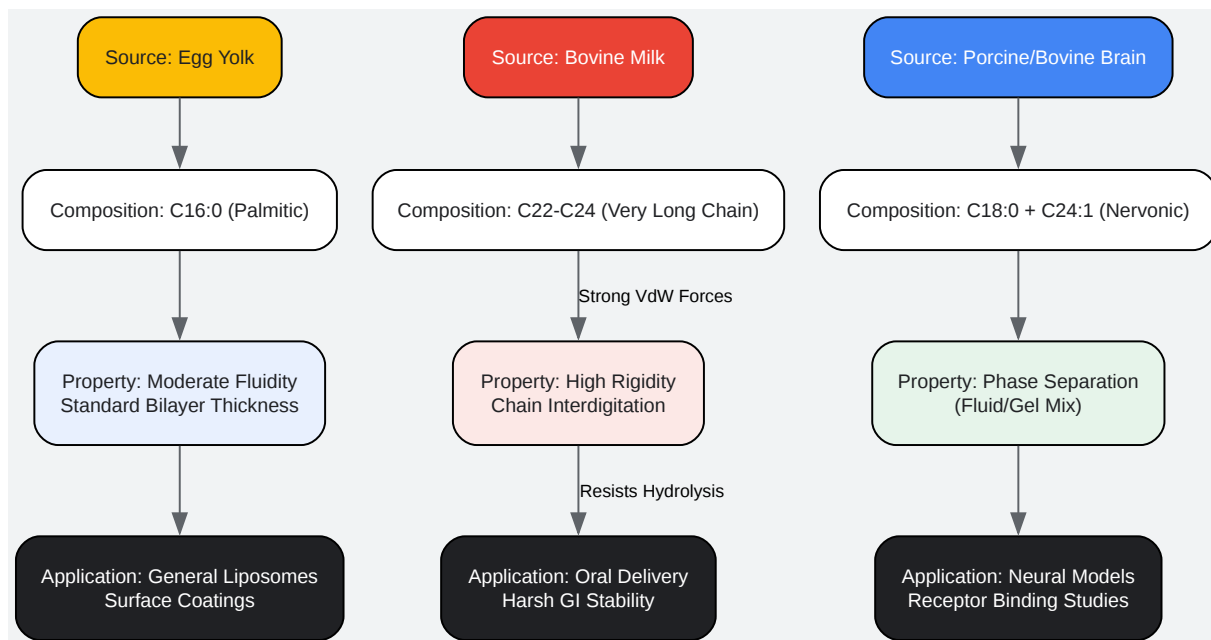 Source: Egg Yolk
Source: Bovine Milk
Source: Porcine/Bovine Brain
Composition: C16:0 (Palmitic)
Composition: C22-C24 (Very Long Chain)
Composition: C18:0 + C24:1 (Nervonic)
Strong VdW Forces
Property: Moderate Fluidity
Standard Bilayer Thickness
Property: High Rigidity
Chain Interdigitation
Property: Phase Separation
(Fluid/Gel Mix)
Resists Hydrolysis
Application: General Liposomes
Surface Coatings
Application: Oral Delivery
Harsh GI Stability
Application: Neural Models
Receptor Binding Studies